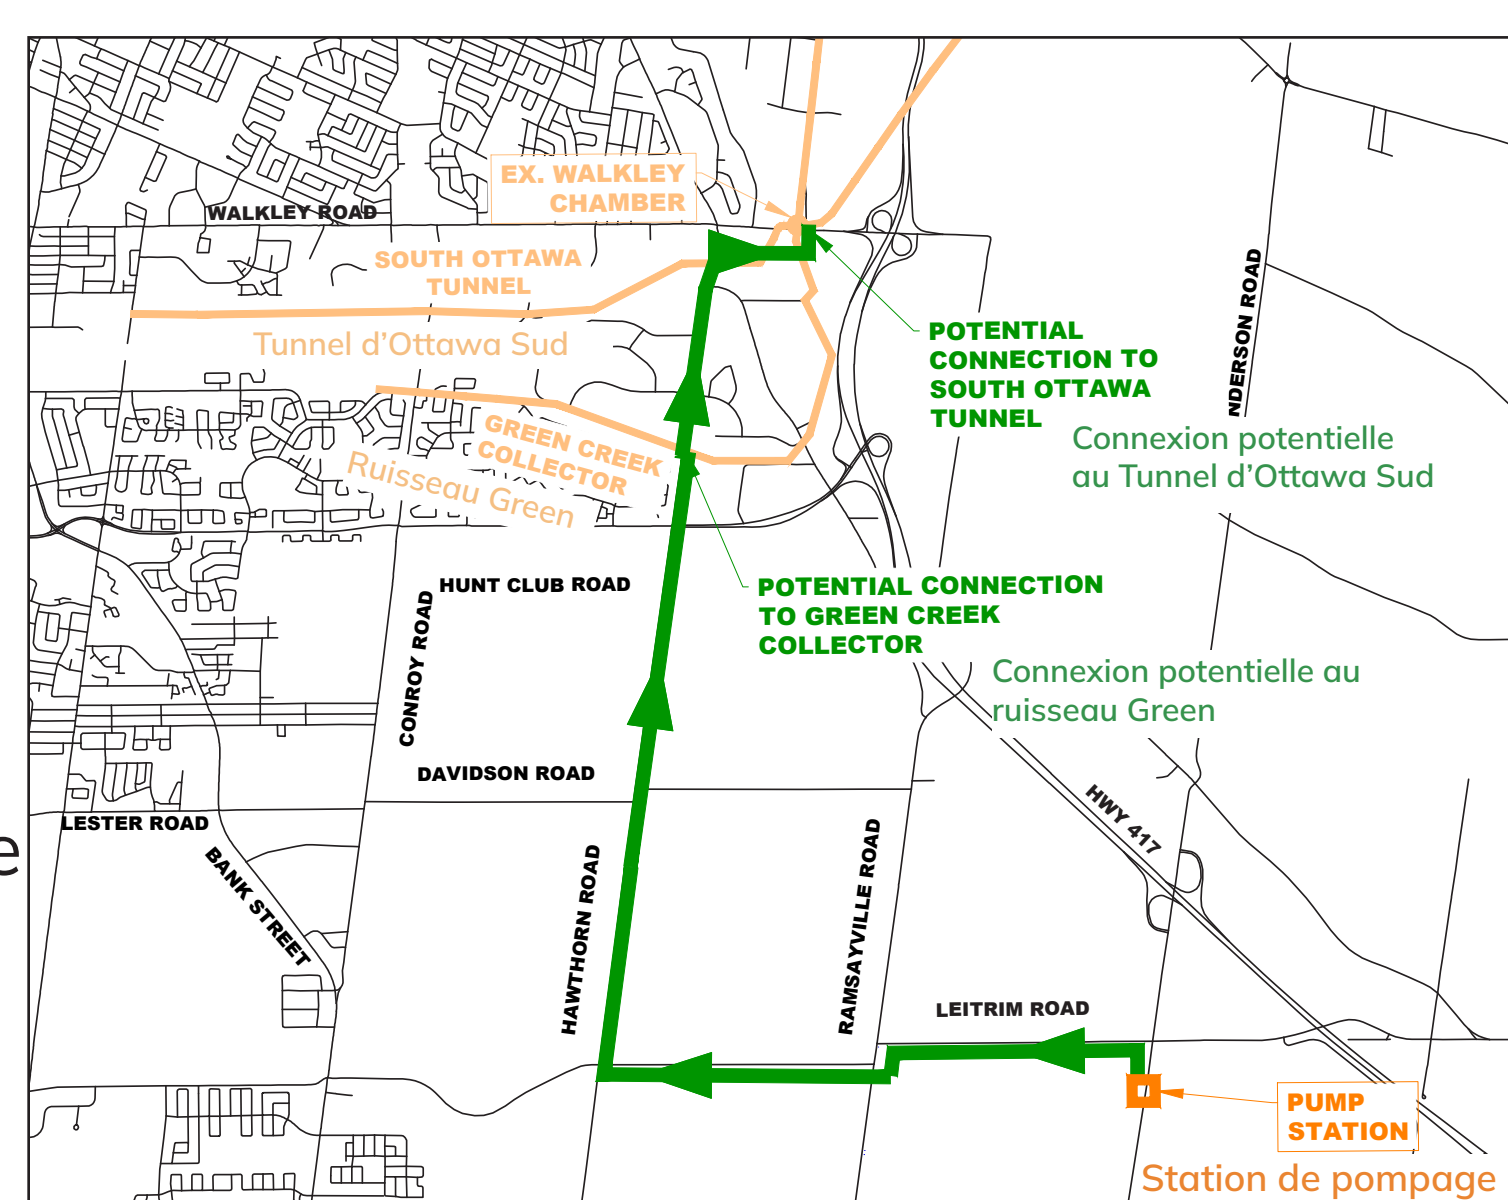 EX. WALKLEY
CHAMBER
WALKLEY ROAD
SOUTH OTTAWA
TUNNEL
Tunnel d'Ottawa Sud
POTENTIAL
CONNECTION TO
SOUTH OTTAWA
TUNNEL
NDERSON ROAD
Connexion potentielle
au Tunnel d'Ottawa Sud
GREEN CREEK
COLLECTOR
Ruisseau Green
HUNT CLUB ROAD
CONROY ROAD
POTENTIAL CONNECTION
TO GREEN CREEK
COLLECTOR
Connexion potentielle au
ruisseau Green
DAVIDSON ROAD
HWY 417
LESTER ROAD
BANK STREET
HAWTHORN ROAD
RAMSAYVILLE ROAD
e
LEITRIM ROAD
PUMP
STATION
Station de pompage